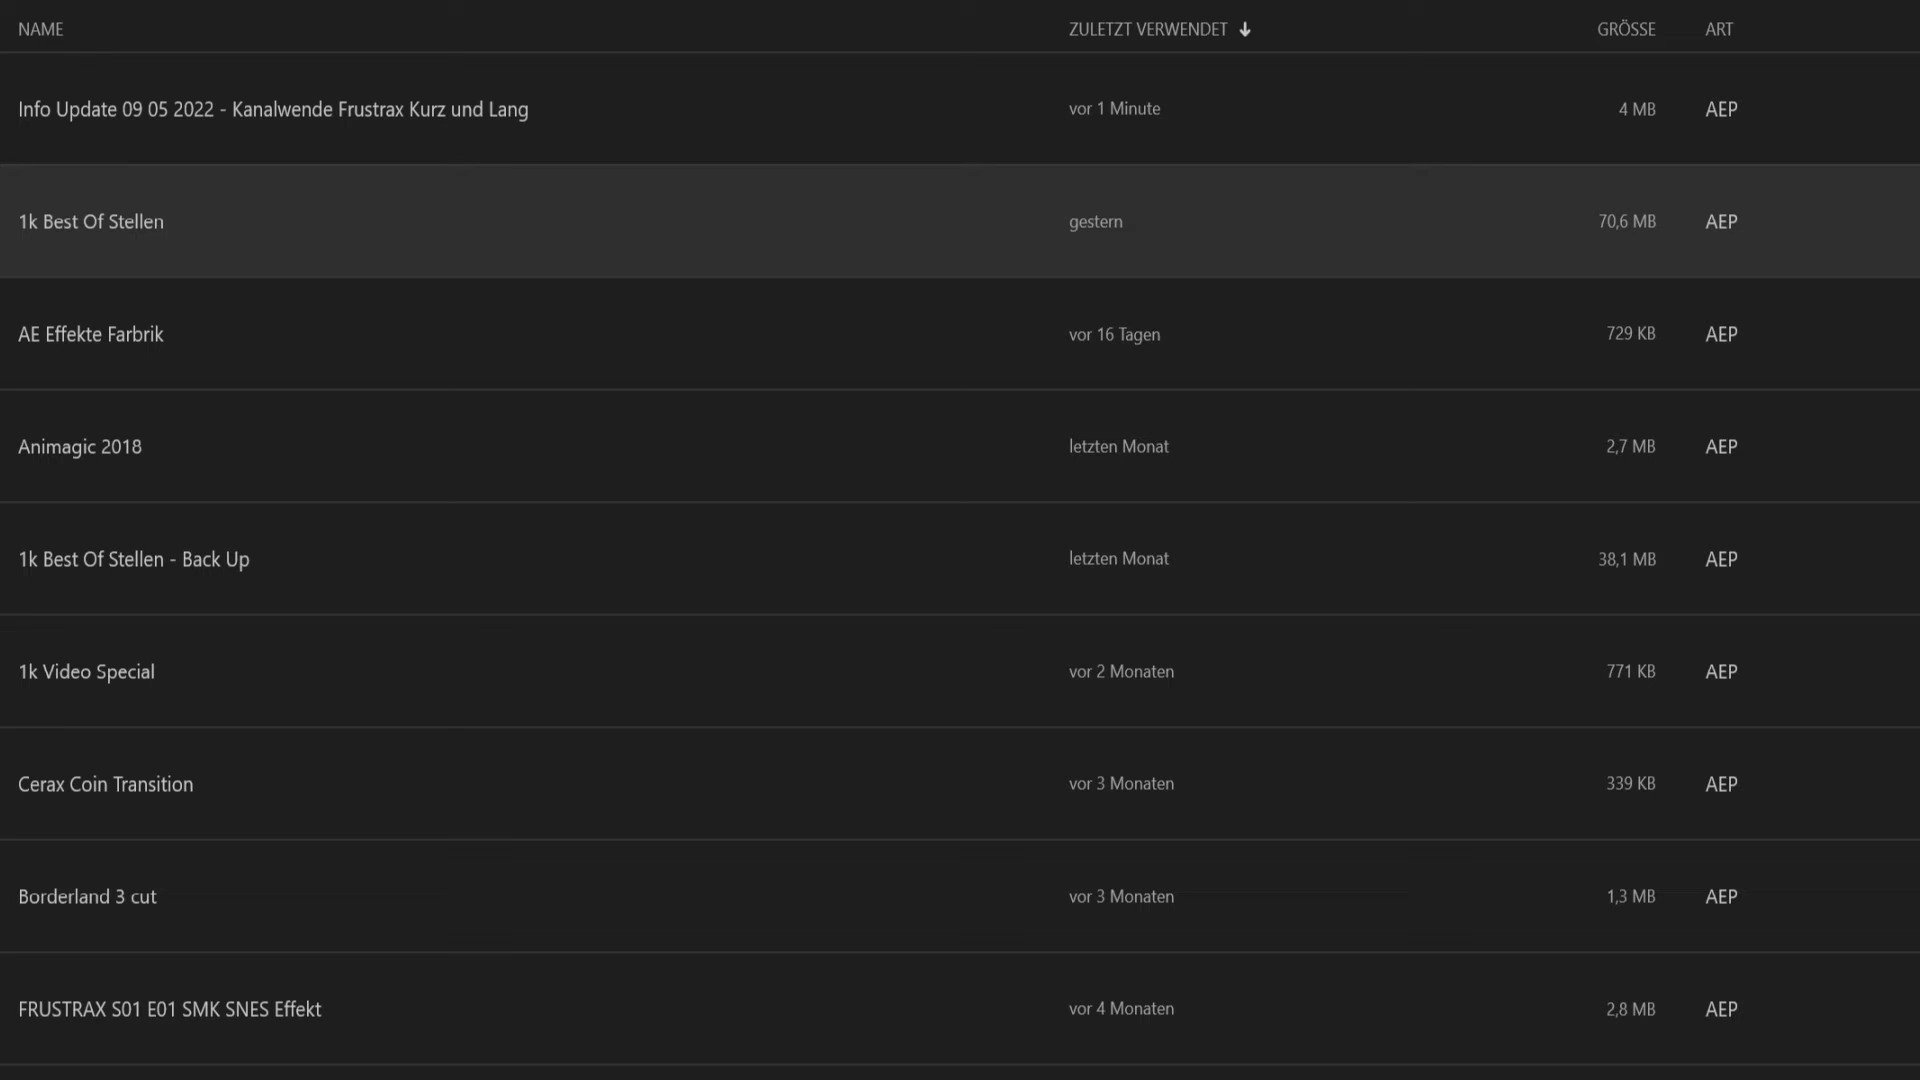 NAME ZULETZT VERWENDET ↓ GRÖSSE ART
Info Update 09 05 2022 - Kanalwende Frustrax Kurz und Lang vor 1 Minute 4 MB AEP
1k Best Of Stellen gestern 70,6 MB AEP
AE Effekte Farbrik vor 16 Tagen 729 KB AEP
Animagic 2018 letzten Monat 2,7 MB AEP
1k Best Of Stellen - Back Up letzten Monat 38,1 MB AEP
1k Video Special vor 2 Monaten 771 KB AEP
Cerax Coin Transition vor 3 Monaten 339 KB AEP
Borderland 3 cut vor 3 Monaten 1,3 MB AEP
FRUSTRAX S01 E01 SMK SNES Effekt vor 4 Monaten 2,8 MB AEP